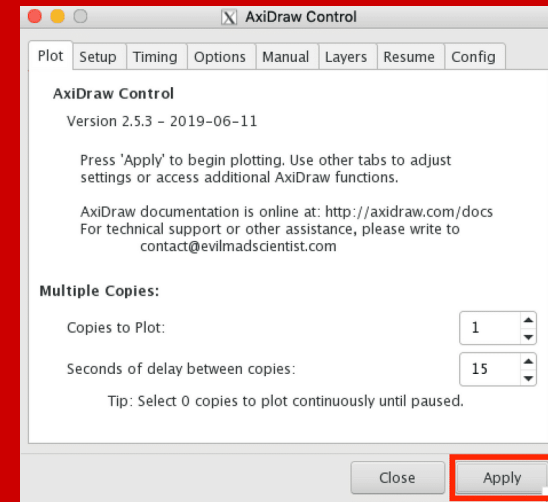 AxiDraw Control
Plot Setup Timing Options Manual Layers Resume Config
AxiDraw Control
Version 2.5.3 – 2019–06–11
Press 'Apply' to begin plotting. Use other tabs to adjust
settings or access additional AxiDraw functions.
AxiDraw documentation is online at: http://axidraw.com/docs
For technical support or other assistance, please write to
contact@evilmadscientist.com
Multiple Copies:
Copies to Plot: 1
Seconds of delay between copies: 15
Tip: Select 0 copies to plot continuously until paused.
Close Apply